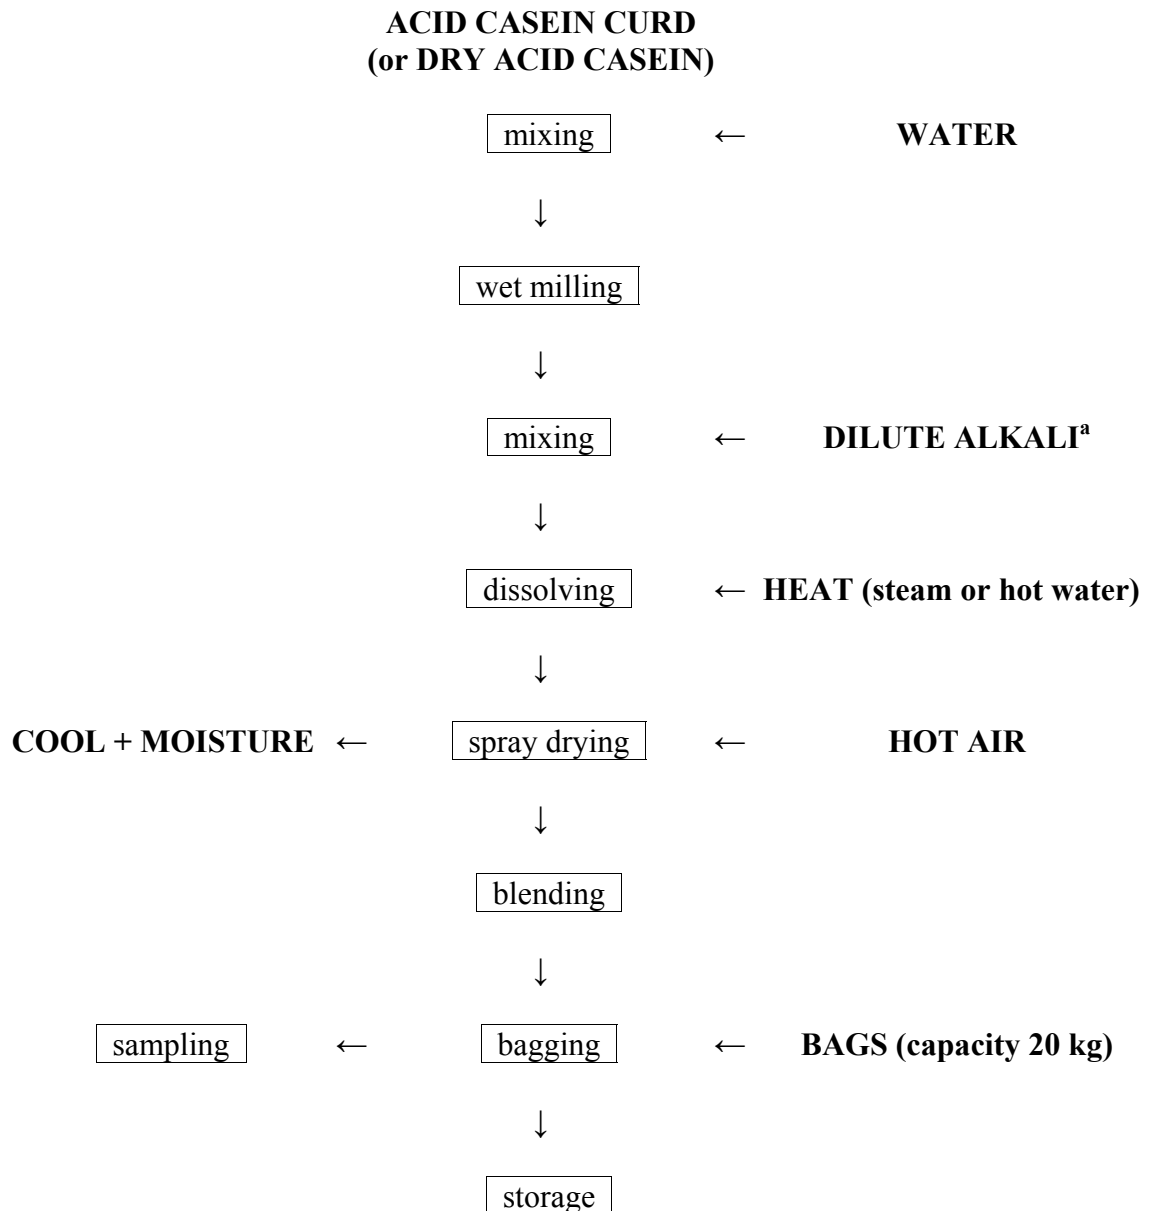 ACID CASEIN CURD
(or DRY ACID CASEIN)
mixing ← WATER
↓
wet milling
↓
mixing ← DILUTE ALKALIᵃ
↓
dissolving ← HEAT (steam or hot water)
↓
COOL + MOISTURE ← spray drying ← HOT AIR
↓
blending
↓
sampling ← bagging ← BAGS (capacity 20 kg)
↓
storage